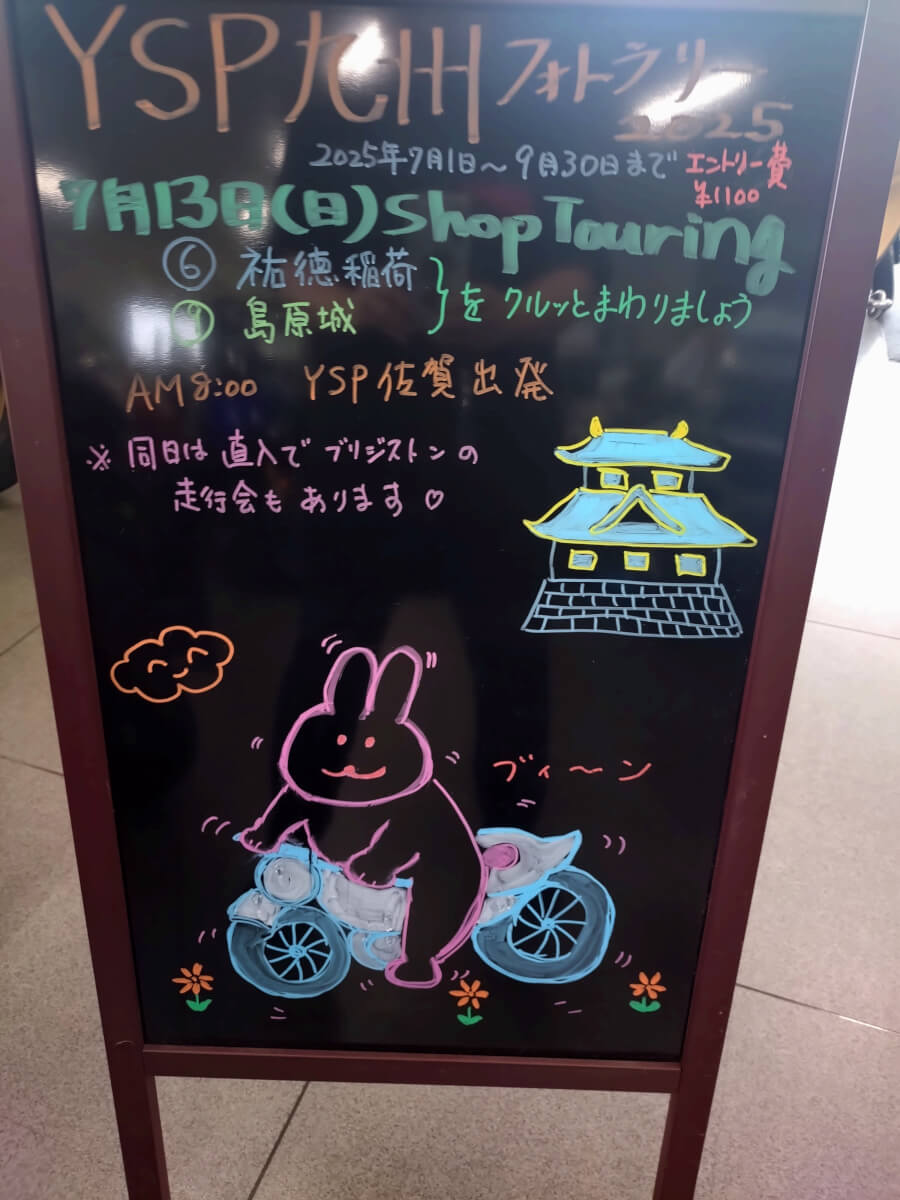 YSP九州フォトラリー
2025
2025年7月1日～9月30日まで エントリー費
¥1100
7月13日(日)Shop Touring
⑥ 祐徳稲荷
⑨ 島原城
}を クルッとまわりましょう
AM8:00 YSP佐賀出発
※ 同日は直入でブリジストンの
走行会もあります♡
ブィ～ン